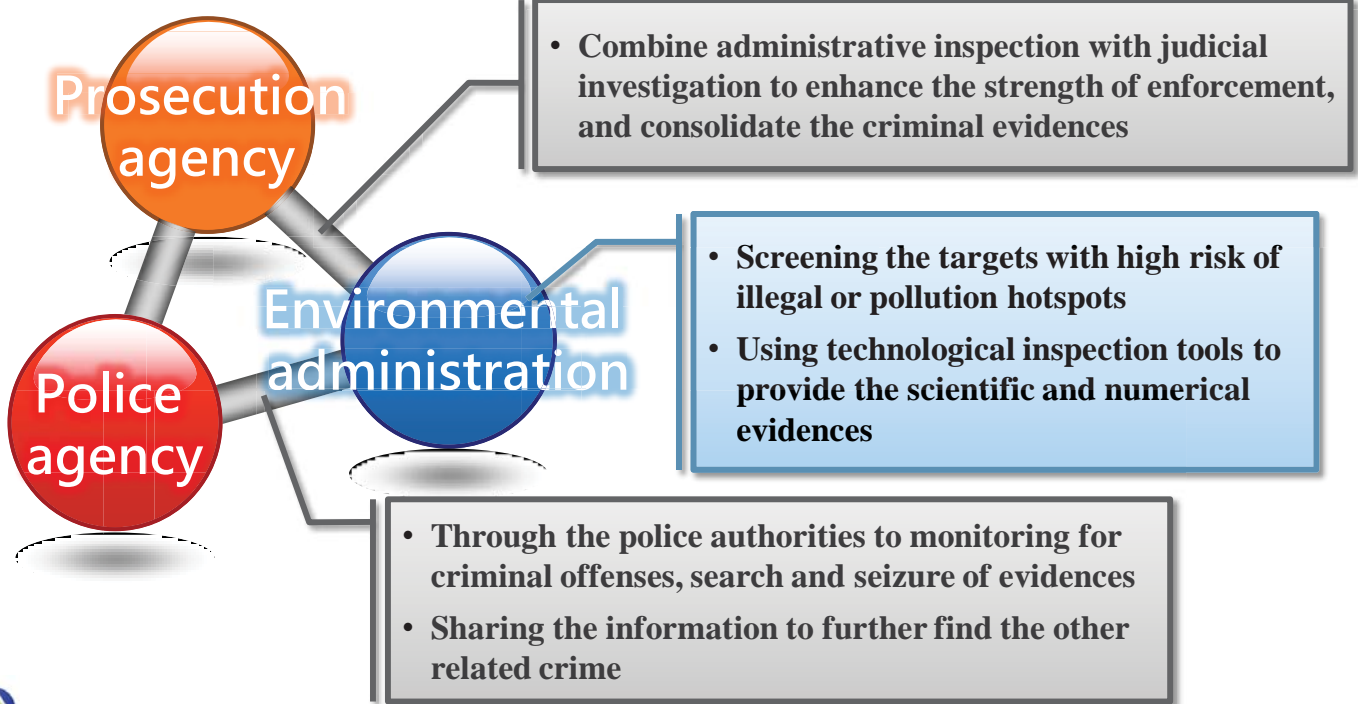 Prosecution
agency
• Combine administrative inspection with judicial
investigation to enhance the strength of enforcement,
and consolidate the criminal evidences
Environmental
administration
• Screening the targets with high risk of
illegal or pollution hotspots
• Using technological inspection tools to
provide the scientific and numerical
evidences
Police
agency
• Through the police authorities to monitoring for
criminal offenses, search and seizure of evidences
• Sharing the information to further find the other
related crime